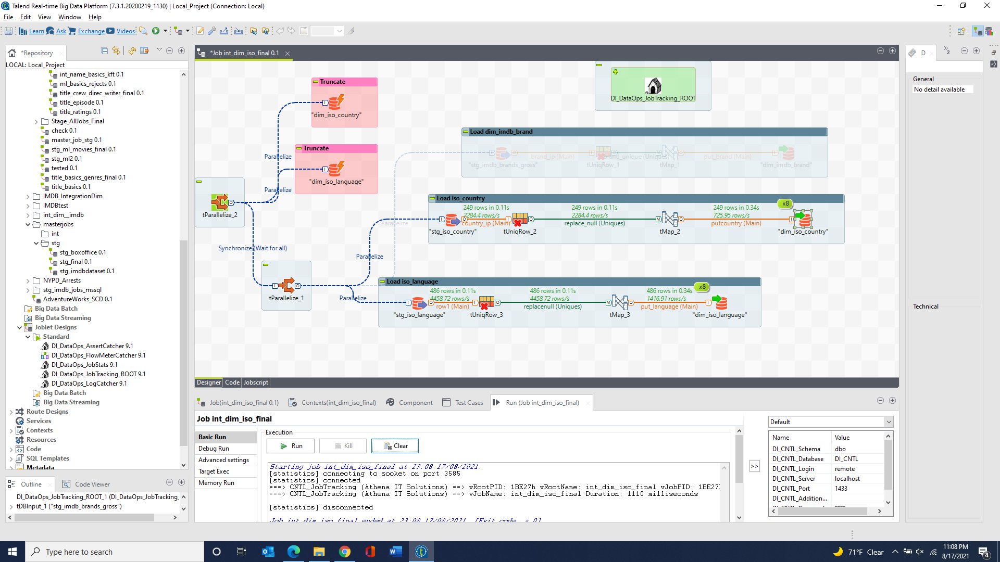 Talend Real-time Big Data Platform (7.3.1.20200219_1130) | Local_Project (Connection: Local)
File Edit View Window Help
Learn Ask Exchange Videos
*Repository
LOCAL: Local_Project
int_name_basics_kft 0.1
ml_basics_rejects 0.1
title_crew_direc_writer_final 0.1
title_episode 0.1
title_ratings 0.1
Stage_AllJobs_Final
check 0.1
master_job_stg 0.1
stg_ml_movies_final 0.1
stg_ml2 0.1
tested 0.1
title_basics_genres_final 0.1
title_basics 0.1
IMDB_IntegrationDim
IMDBtest
int_dim__imdb
masterjobs
int
stg
stg_boxoffice 0.1
stg_final 0.1
stg_imdbdataset 0.1
NYPD_Arrests
stg_imdb_jobs_mssql
AdventureWorks_SCD 0.1
Big Data Batch
Big Data Streaming
Joblet Designs
Standard
DI_DataOps_AssertCatcher 9.1
DI_DataOps_FlowMeterCatcher 9.1
DI_DataOps_JobStats 9.1
DI_DataOps_JobTracking_ROOT 9.1
DI_DataOps_LogCatcher 9.1
Big Data Batch
Big Data Streaming
Route Designs
Services
Contexts
Resources
Code
SQL Templates
Metadata
Outline Code Viewer
DI_DataOps_JobTracking_ROOT_1 (DI_DataOps_JobTracking_
tDBInput_1 ("stg_imdb_brands_gross")
*Job int_dim_iso_final 0.1
Truncate
"dim_iso_country"
Parallelize
Truncate
"dim_iso_language"
Parallelize
tParallelize_2
Synchronize (Wait for all)
tParallelize_1
Parallelize
Parallelize
Parallelize
DI_DataOps_JobTracking_ROOT
Load dim_imdb_brand
brand_ip (Main) brand_unique (Uniques) put_brand (Main)
"stg_imdb_brands_gross" tUniqRow_1 tMap_1 "dim_imdb_brand"
Load iso_country
x8
249 rows in 0.11s 249 rows in 0.11s 249 rows in 0.34s
2284.4 rows/s 2284.4 rows/s 725.95 rows/s
country_ip (Main) replace_null (Uniques) putcountry (Main)
"stg_iso_country" tUniqRow_2 tMap_2 "dim_iso_country"
Load iso_language
x8
486 rows in 0.11s 486 rows in 0.11s 486 rows in 0.34s
4458.72 rows/s 4458.72 rows/s 1416.91 rows/s
row1 (Main) replacenull (Uniques) put_language (Main)
"stg_iso_language" tUniqRow_3 tMap_3 "dim_iso_language"
Designer Code Jobscript
Job(int_dim_iso_final 0.1) Contexts(int_dim_iso_final) Component Test Cases Run (Job int_dim_iso_final)
Job int_dim_iso_final
Basic Run
Debug Run
Advanced settings
Target Exec
Memory Run
Execution
Run Kill Clear
Starting job int_dim_iso_final at 23:08 17/08/2021.
[statistics] connecting to socket on port 3585
[statistics] connected
===> CNTL_JobTracking (Athena IT Solutions) ==> vRootPID: 1BE27h vRootName: int_dim_iso_final vJobPID: 1BE27
===> CNTL_JobTracking (Athena IT Solutions) ==> vJobName: int_dim_iso_final Duration: 1110 milliseconds
[statistics] disconnected
Job int_dim_iso_final ended at 23:08 17/08/2021. [Exit code = 0]
>>
Default
Name Value
DI_CNTL_Schema dbo
DI_CNTL_Database DI_CNTL
DI_CNTL_Login remote
DI_CNTL_Server localhost
DI_CNTL_Port 1433
DI_CNTL_Addition...
D
2
General
No detail available
Technical
Type here to search
71°F Clear
11:08 PM
8/17/2021
4